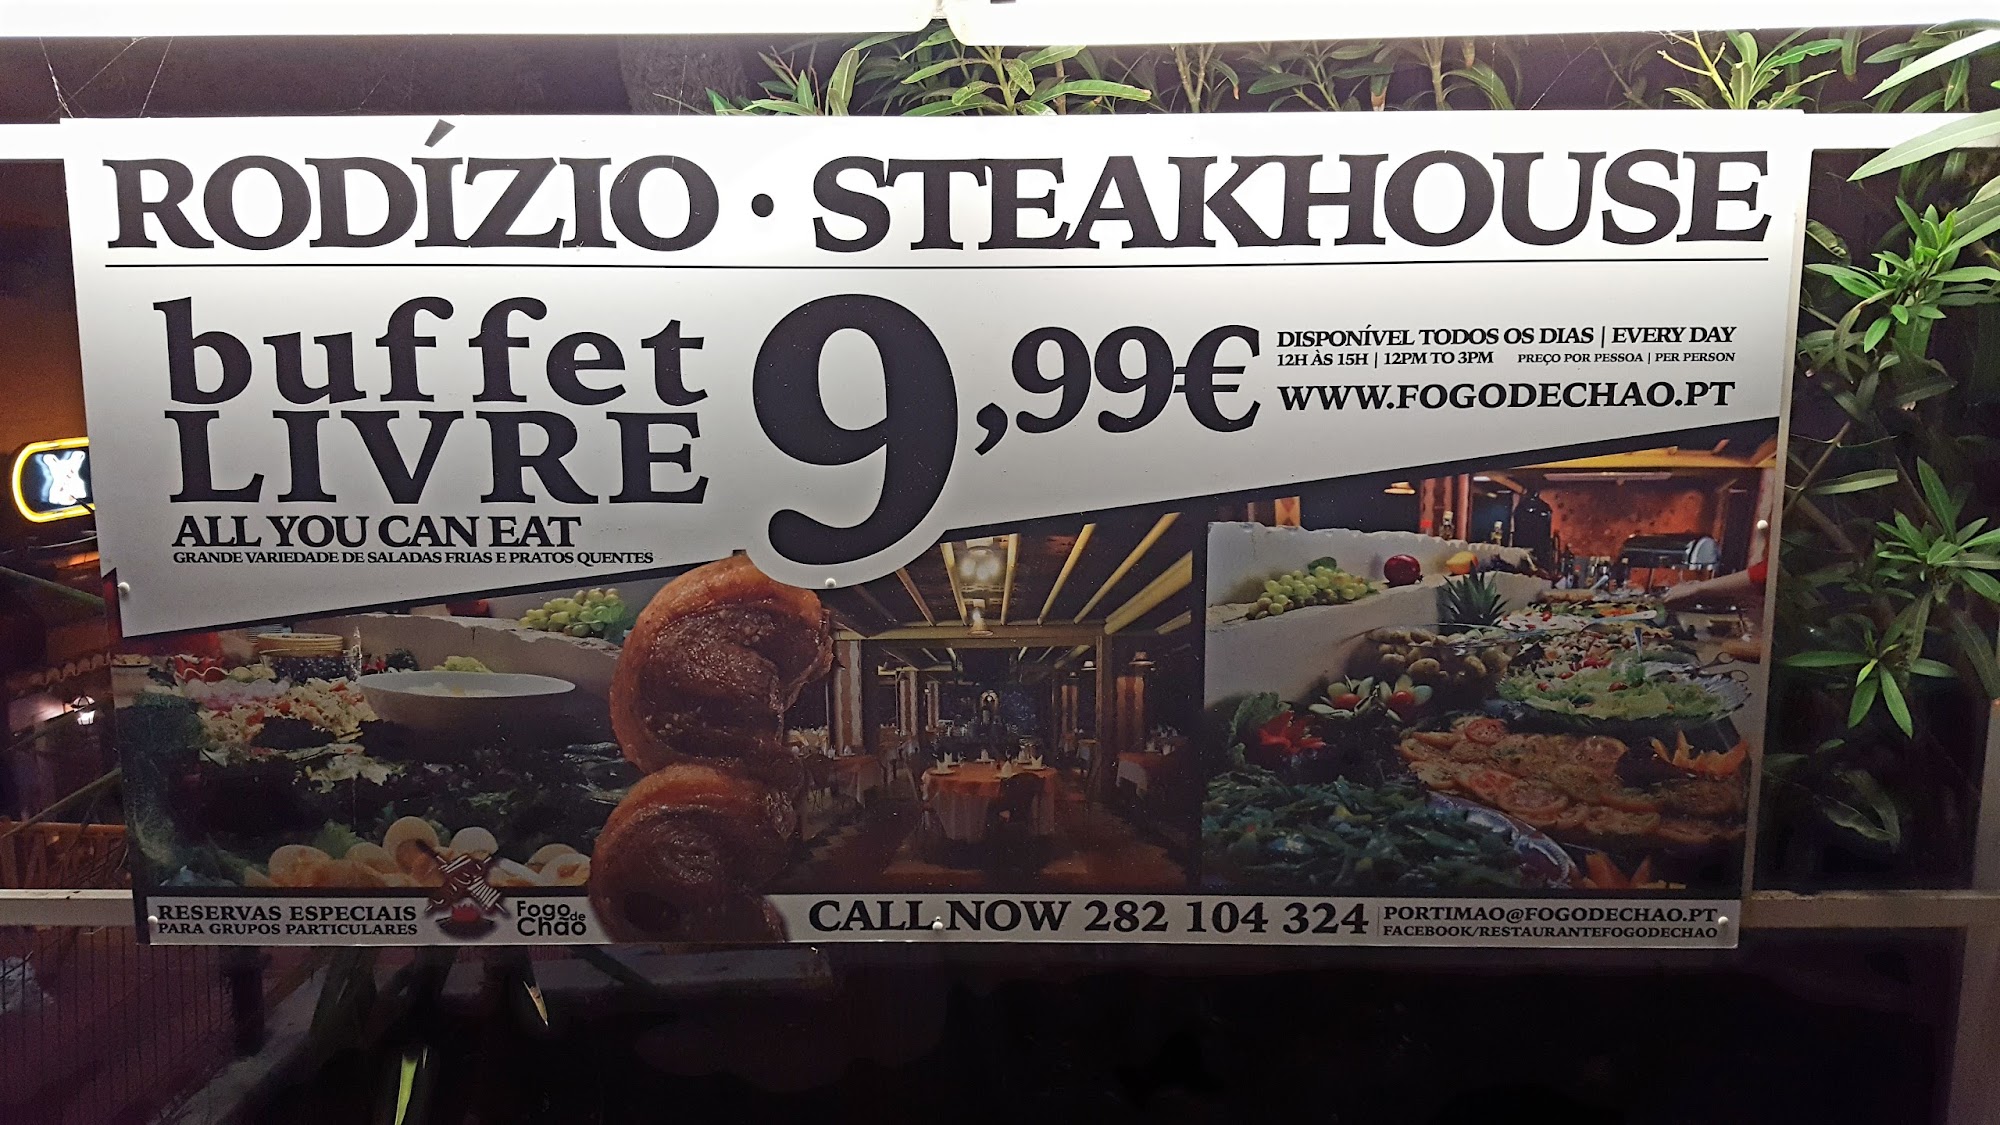 RODÍZIO · STEAKHOUSE
buffet
LIVRE
9,99€
DISPONÍVEL TODOS OS DIAS | EVERY DAY
12H ÀS 15H | 12PM TO 3PM PREÇO POR PESSOA | PER PERSON
WWW.FOGODECHAO.PT
ALL YOU CAN EAT
GRANDE VARIEDADE DE SALADAS FRIAS E PRATOS QUENTES
RESERVAS ESPECIAIS
PARA GRUPOS PARTICULARES
Fogo de
Chão
CALL NOW 282 104 324
PORTIMAO@FOGODECHAO.PT
FACEBOOK/RESTAURANTEFOGODECHAO